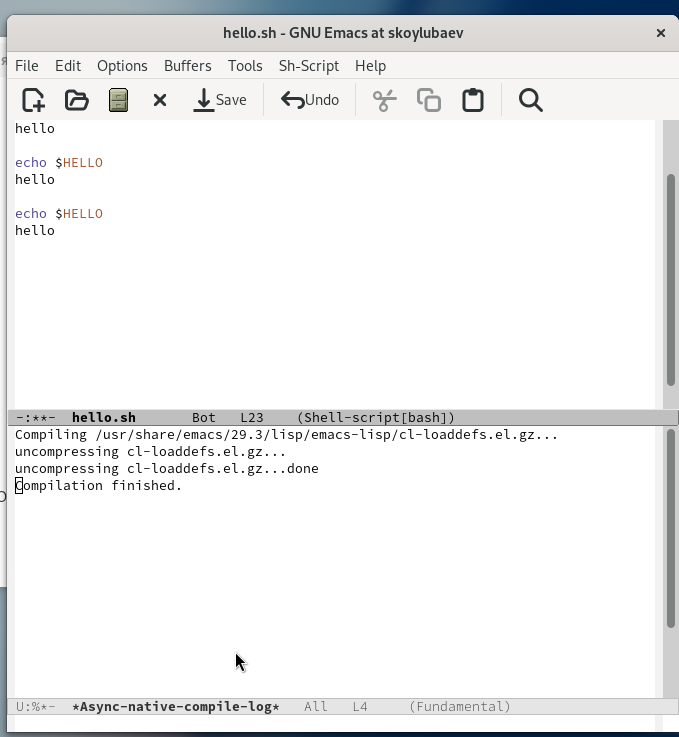 hello.sh - GNU Emacs at skoylubaev
File Edit Options Buffers Tools Sh-Script Help
Save Undo
hello
echo $HELLO
hello
echo $HELLO
hello
-:**- hello.sh Bot L23 (Shell-script[bash])
Compiling /usr/share/emacs/29.3/lisp/emacs-lisp/cl-loaddefs.el.gz...
uncompressing cl-loaddefs.el.gz...
uncompressing cl-loaddefs.el.gz...done
Compilation finished.
U:%*- *Async-native-compile-log* All L4 (Fundamental)